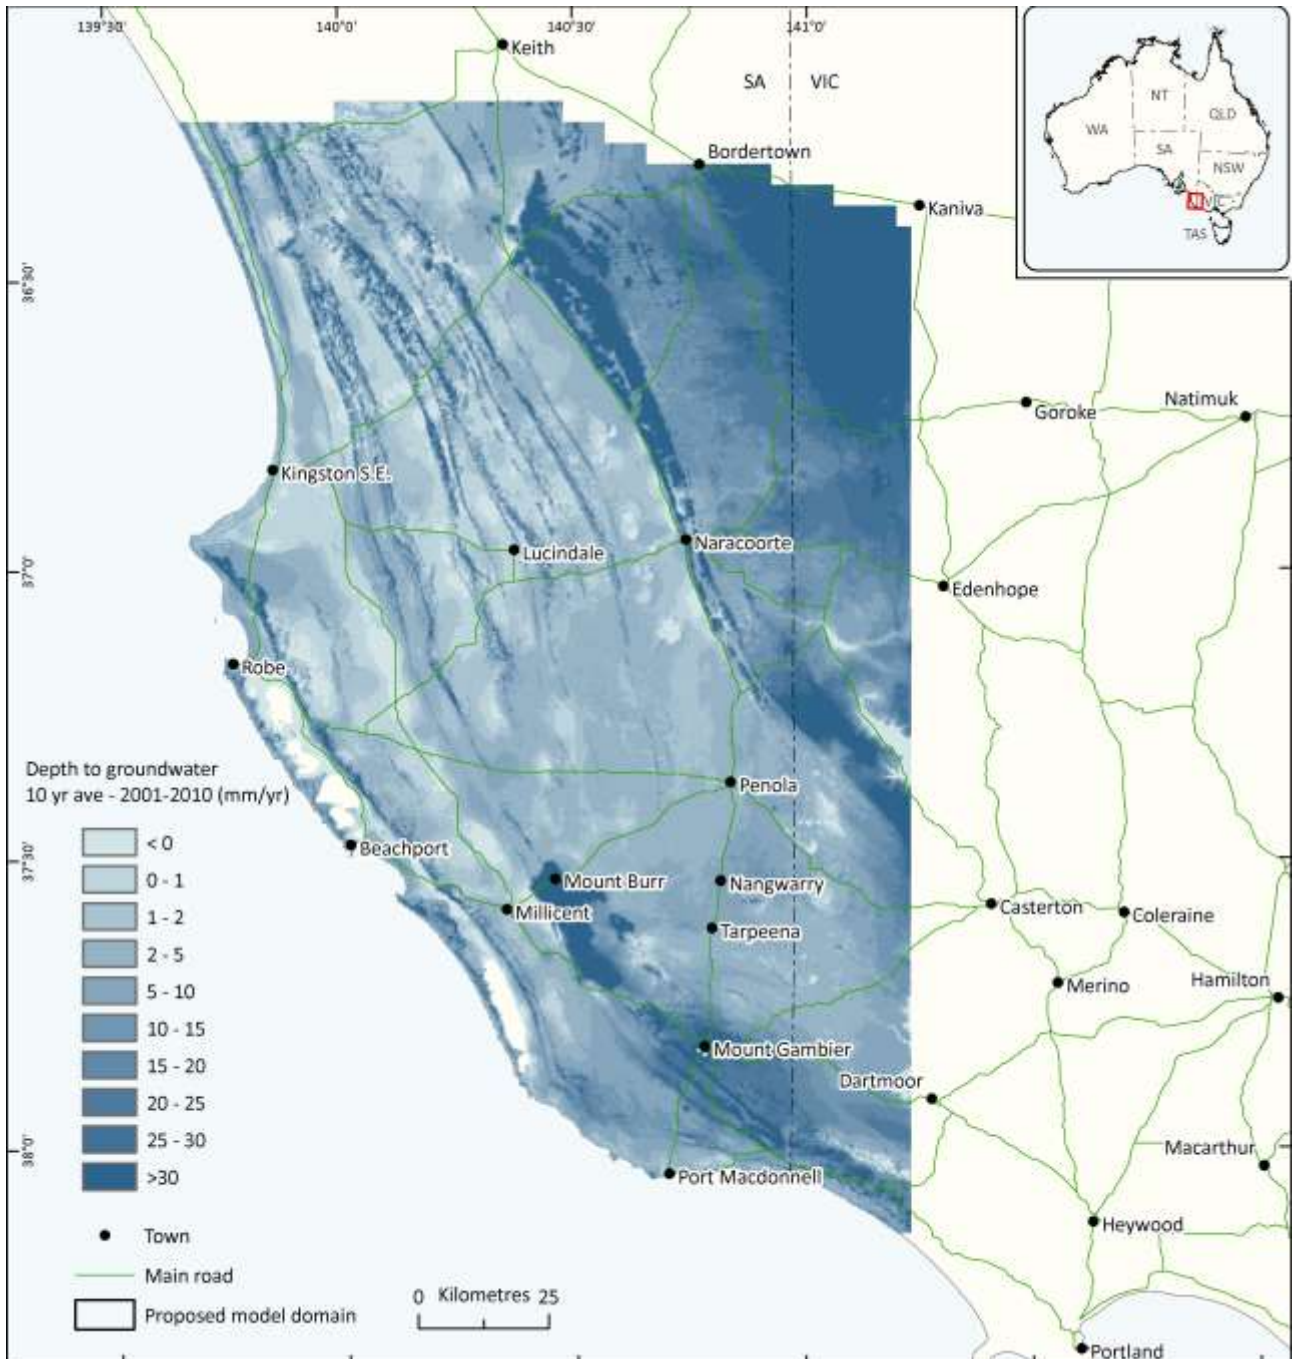 139°30'
140°0'
140°30'
141°0'
Keith
SA
VIC
NT
QLD
WA
SA
NSW
VIC
TAS
Bordertown
Kaniva
36°30'
Goroke
Natimuk
Kingston S.E.
Lucindale
Naracoorte
37°0'
Edenhope
Robe
Depth to groundwater
10 yr ave - 2001-2010 (mm/yr)
Penola
< 0
Beachport
37°30'
0 - 1
Mount Burr
Nangwarry
1 - 2
Millicent
Casterton
Coleraine
Tarpeena
2 - 5
5 - 10
Merino
Hamilton
10 - 15
Mount Gambier
15 - 20
Dartmoor
20 - 25
25 - 30
38°0'
Macarthur
>30
Port Macdonnell
Town
Heywood
Main road
0 Kilometres 25
Proposed model domain
Portland